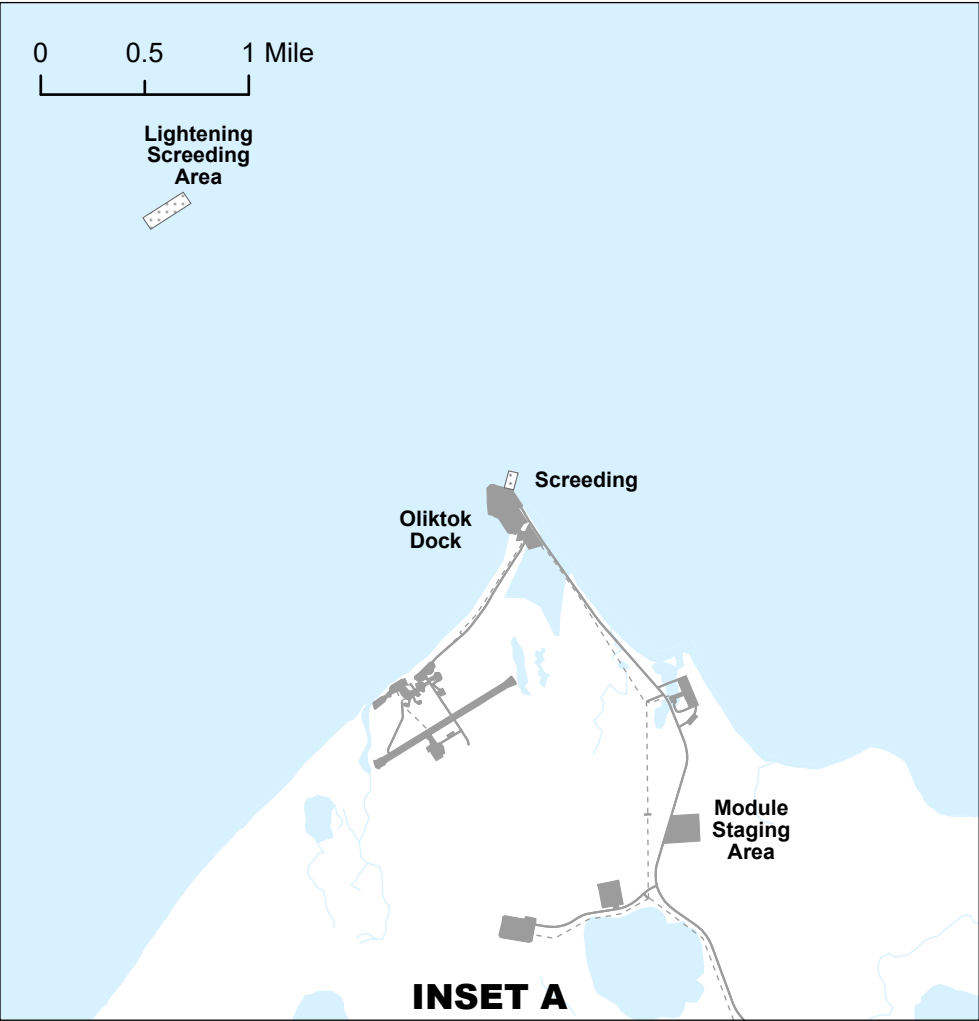 0 0.5 1 Mile
Lightening
Screeding
Area
Screeding
Oliktok
Dock
Module
Staging
Area
INSET A